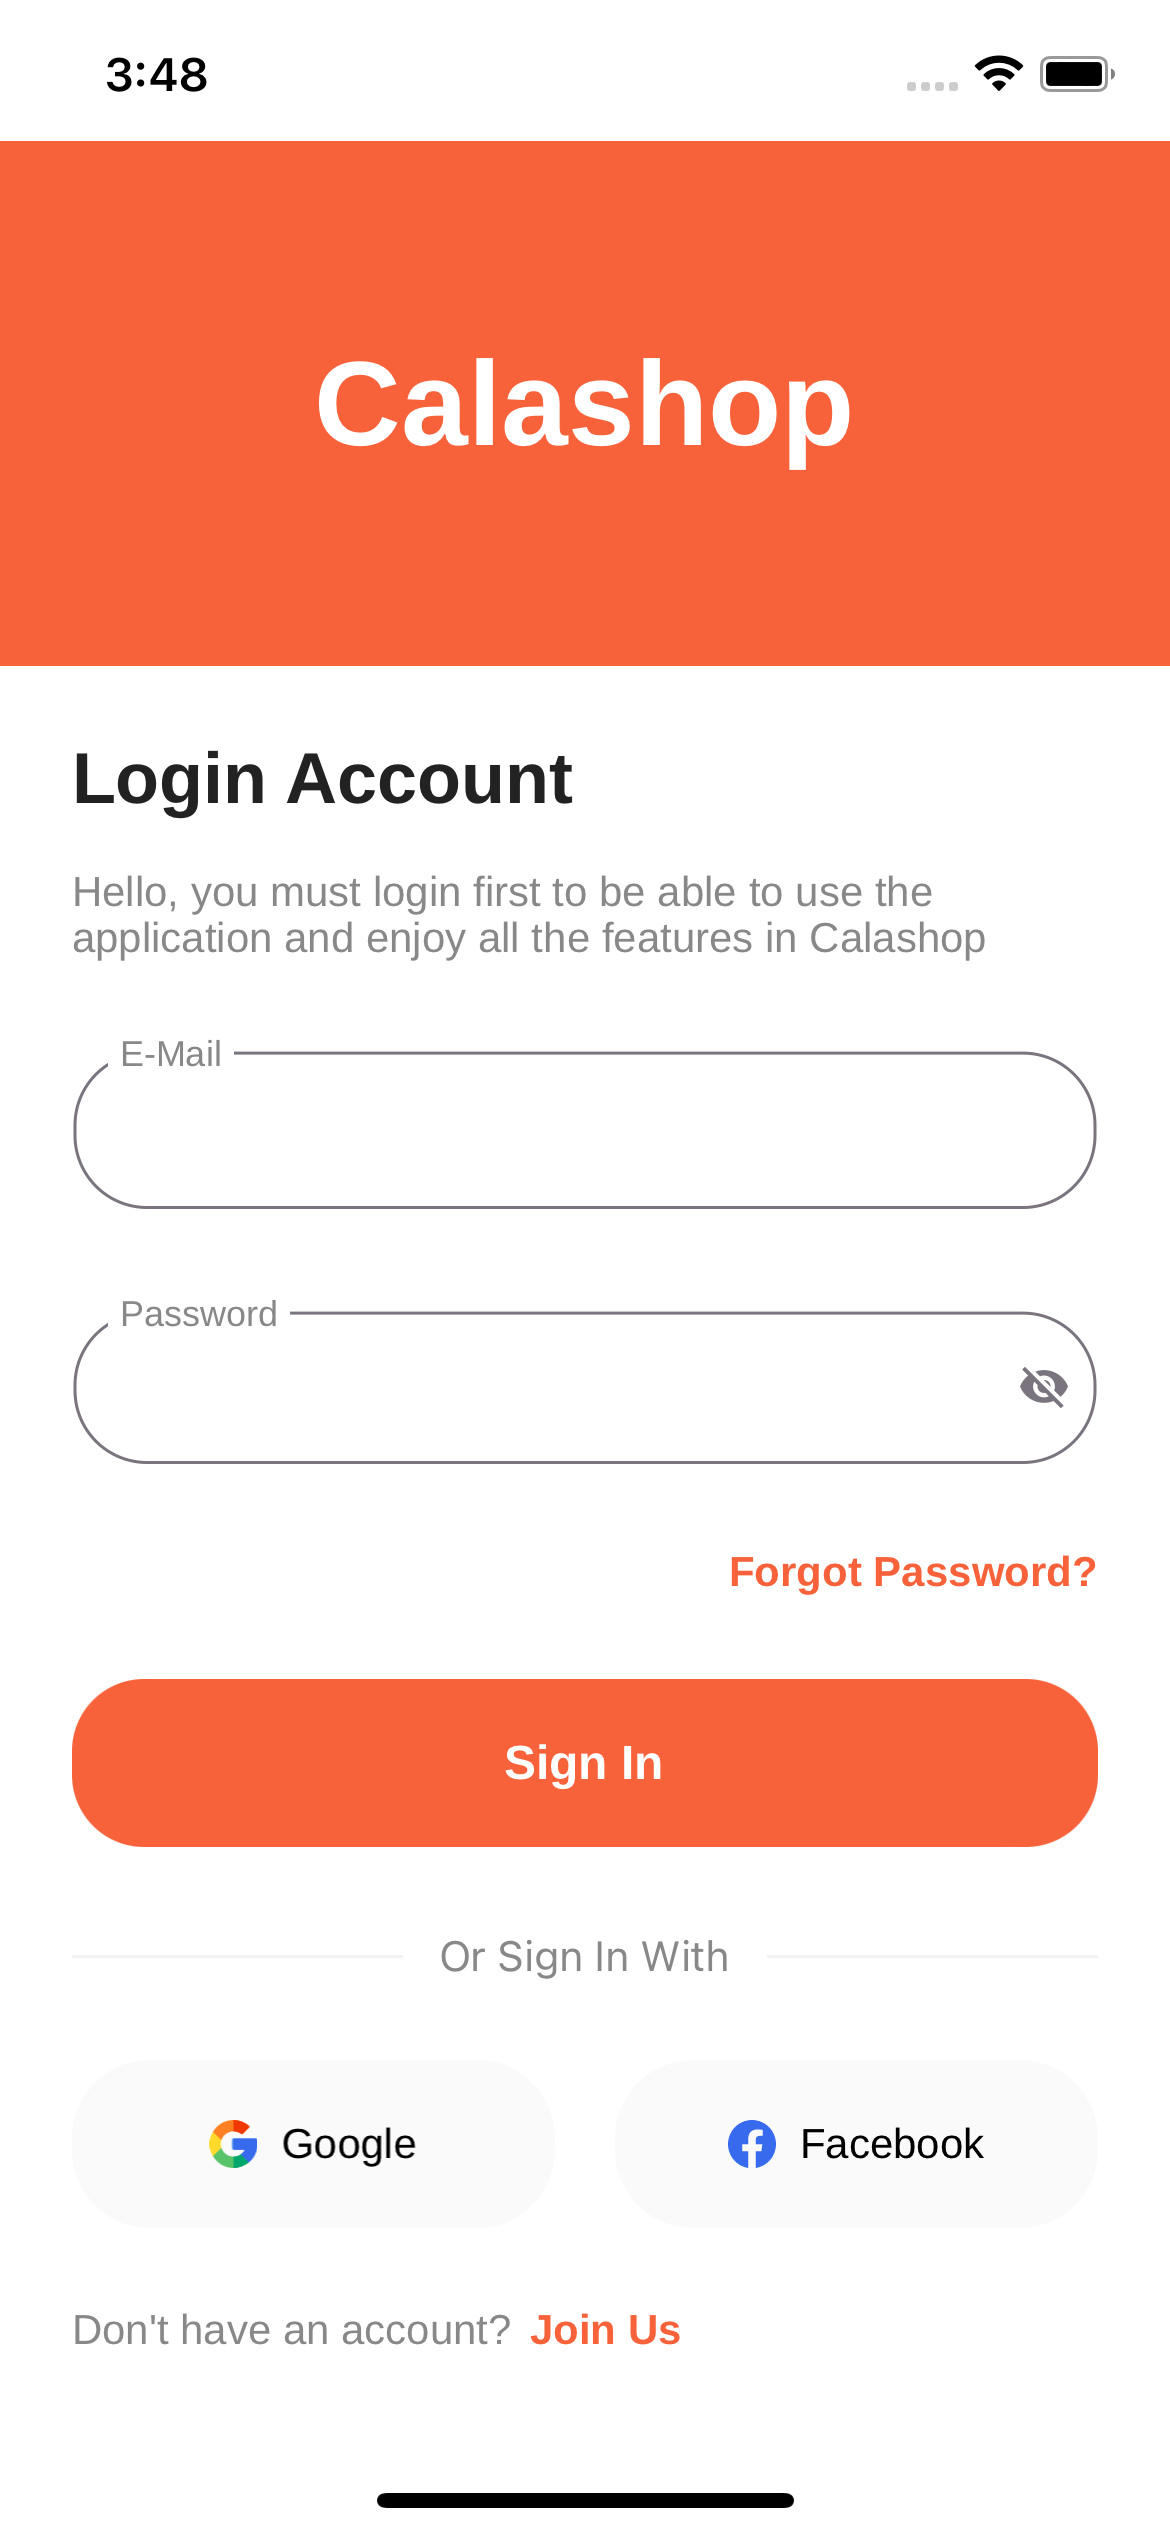 3:48
Calashop
Login Account
Hello, you must login first to be able to use the
application and enjoy all the features in Calashop
E-Mail
Password
Forgot Password?
Sign In
Or Sign In With
Google
Facebook
Don't have an account? Join Us